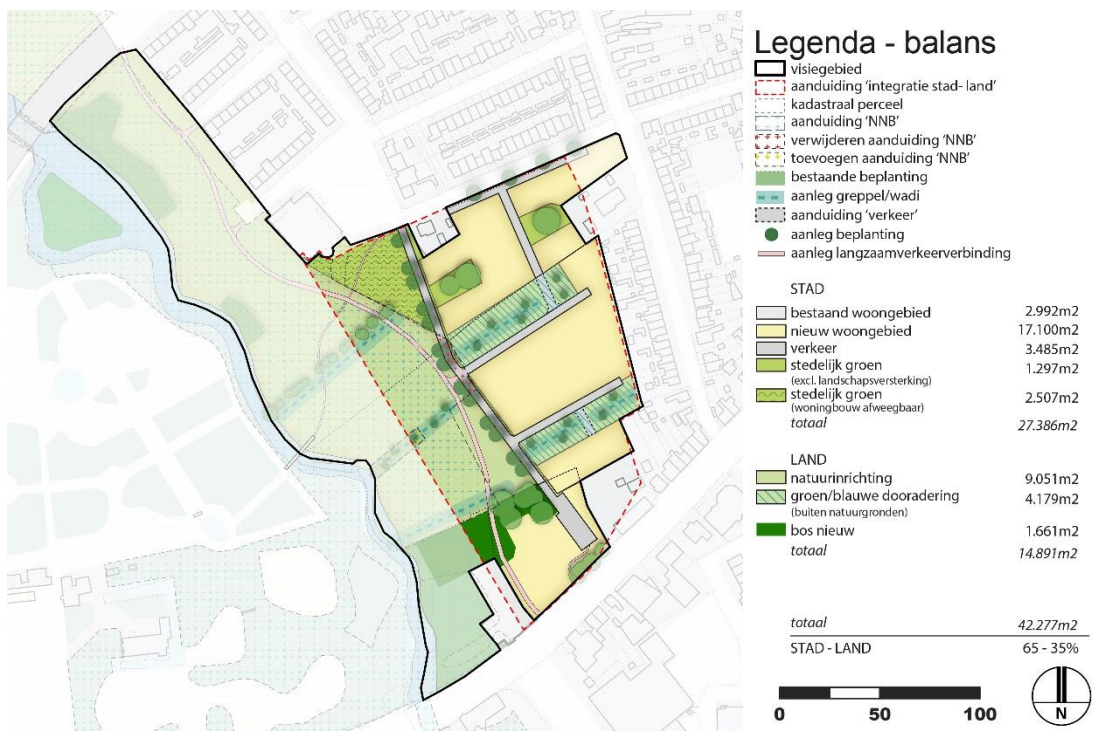 Legenda - balans
visiegebied
aanduiding 'integratie stad- land'
kadastraal perceel
aanduiding 'NNB'
verwijderen aanduiding 'NNB'
toevoegen aanduiding 'NNB'
bestaande beplanting
aanleg greppel/wadi
aanduiding 'verkeer'
aanleg beplanting
aanleg langzaamverkeerverbinding
STAD
bestaand woongebied 2.992m2
nieuw woongebied 17.100m2
verkeer 3.485m2
stedelijk groen 1.297m2
(excl. landschapsversterking)
stedelijk groen 2.507m2
(woningbouw afweegbaar)
totaal 27.386m2
LAND
natuurinrichting 9.051m2
groen/blauwe dooradering 4.179m2
(buiten natuurgronden)
bos nieuw 1.661m2
totaal 14.891m2
totaal 42.277m2
STAD - LAND 65 - 35%
0 50 100
N